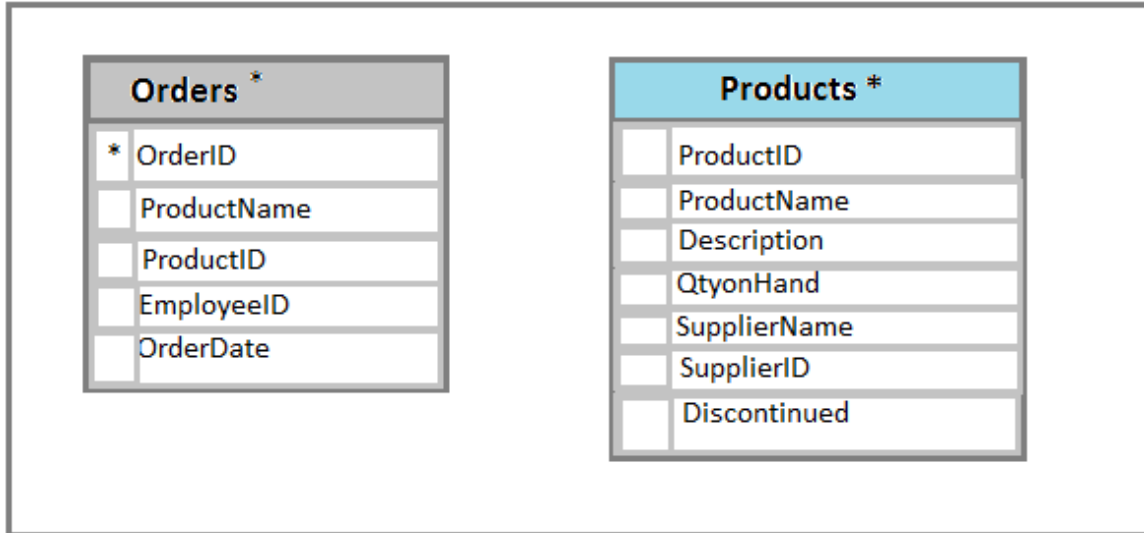 Orders *
* OrderID
ProductName
ProductID
EmployeeID
OrderDate
Products *
ProductID
ProductName
Description
QtyonHand
SupplierName
SupplierID
Discontinued